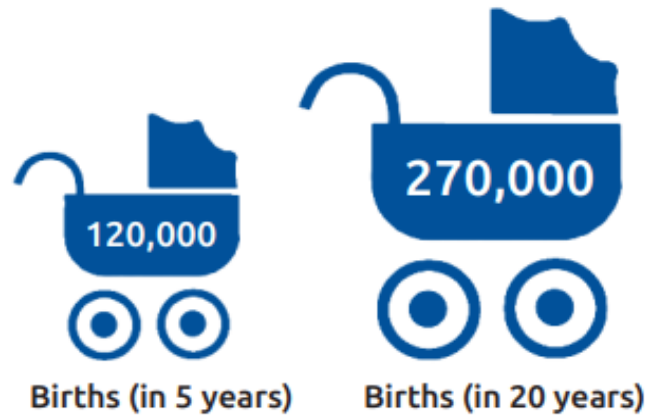 120,000
270,000
Births (in 5 years)
Births (in 20 years)